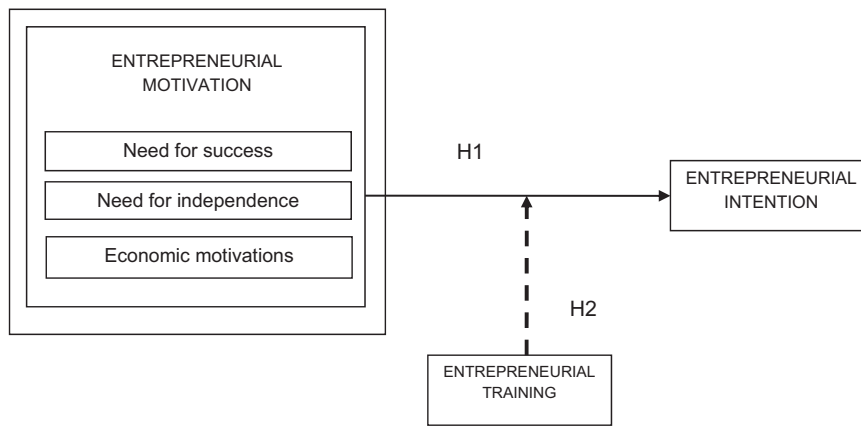 ENTREPRENEURIAL
MOTIVATION
Need for success
Need for independence
Economic motivations
H1
ENTREPRENEURIAL
INTENTION
H2
ENTREPRENEURIAL
TRAINING